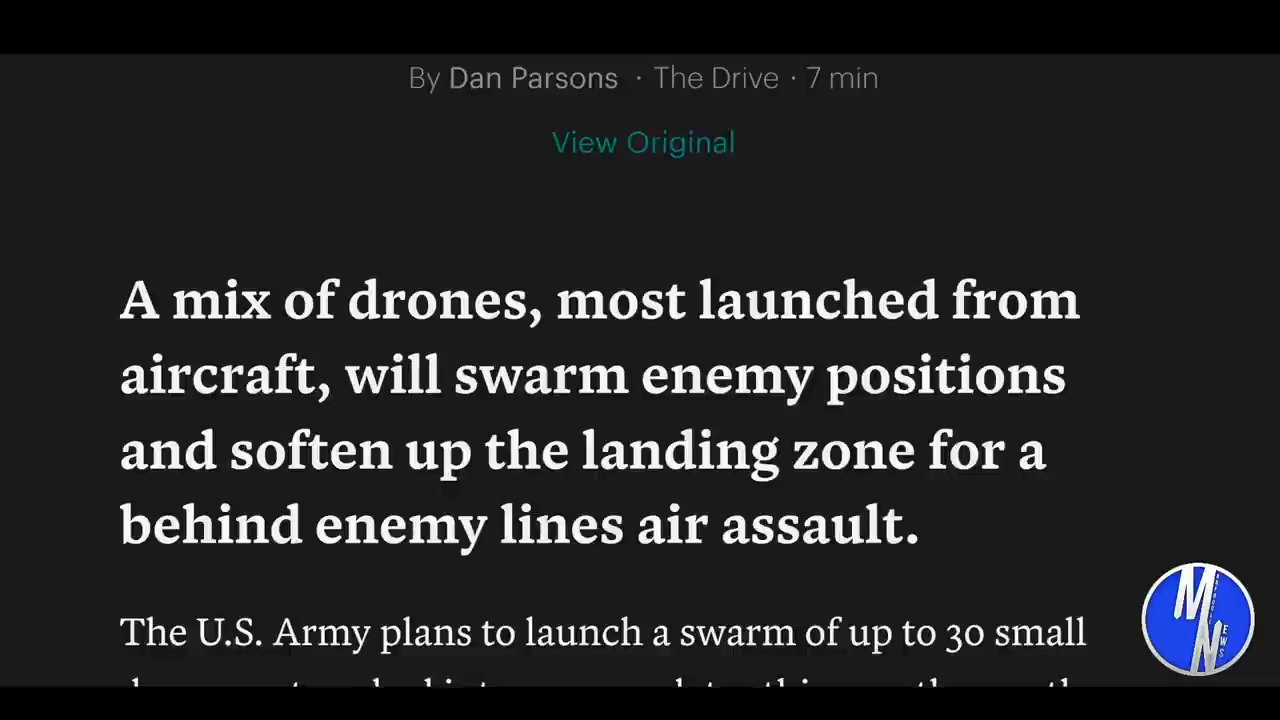 By Dan Parsons · The Drive · 7 min
View Original
A mix of drones, most launched from
aircraft, will swarm enemy positions
and soften up the landing zone for a
behind enemy lines air assault.
The U.S. Army plans to launch a swarm of up to 30 small